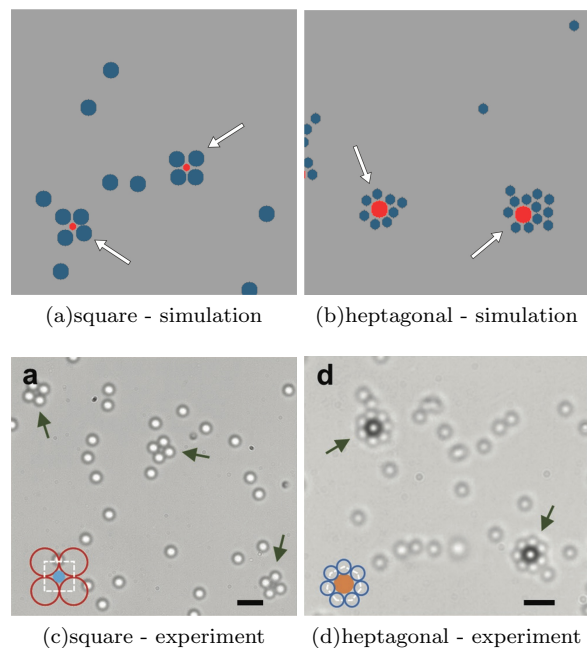 (a)square - simulation
(b)heptagonal - simulation
a
d
(c)square - experiment
(d)heptagonal - experiment